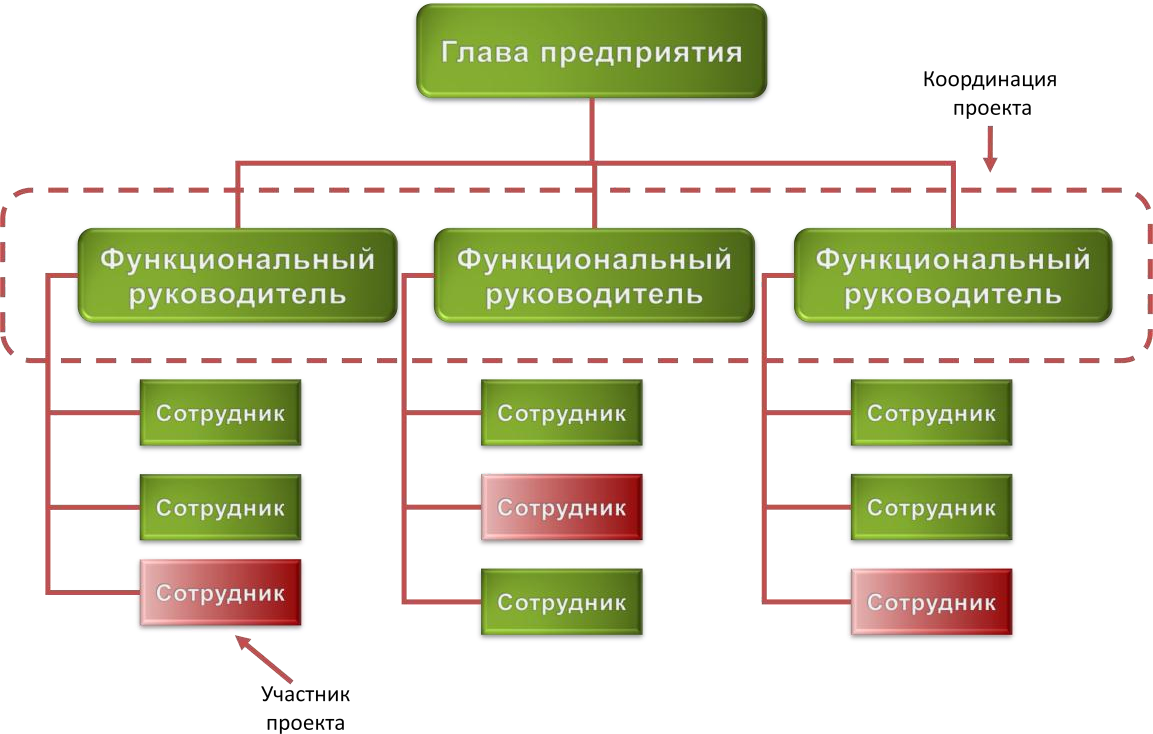 Глава предприятия
Координация
проекта
Функциональный
руководитель
Функциональный
руководитель
Функциональный
руководитель
Сотрудник
Сотрудник
Сотрудник
Сотрудник
Сотрудник
Сотрудник
Сотрудник
Сотрудник
Сотрудник
Участник
проекта